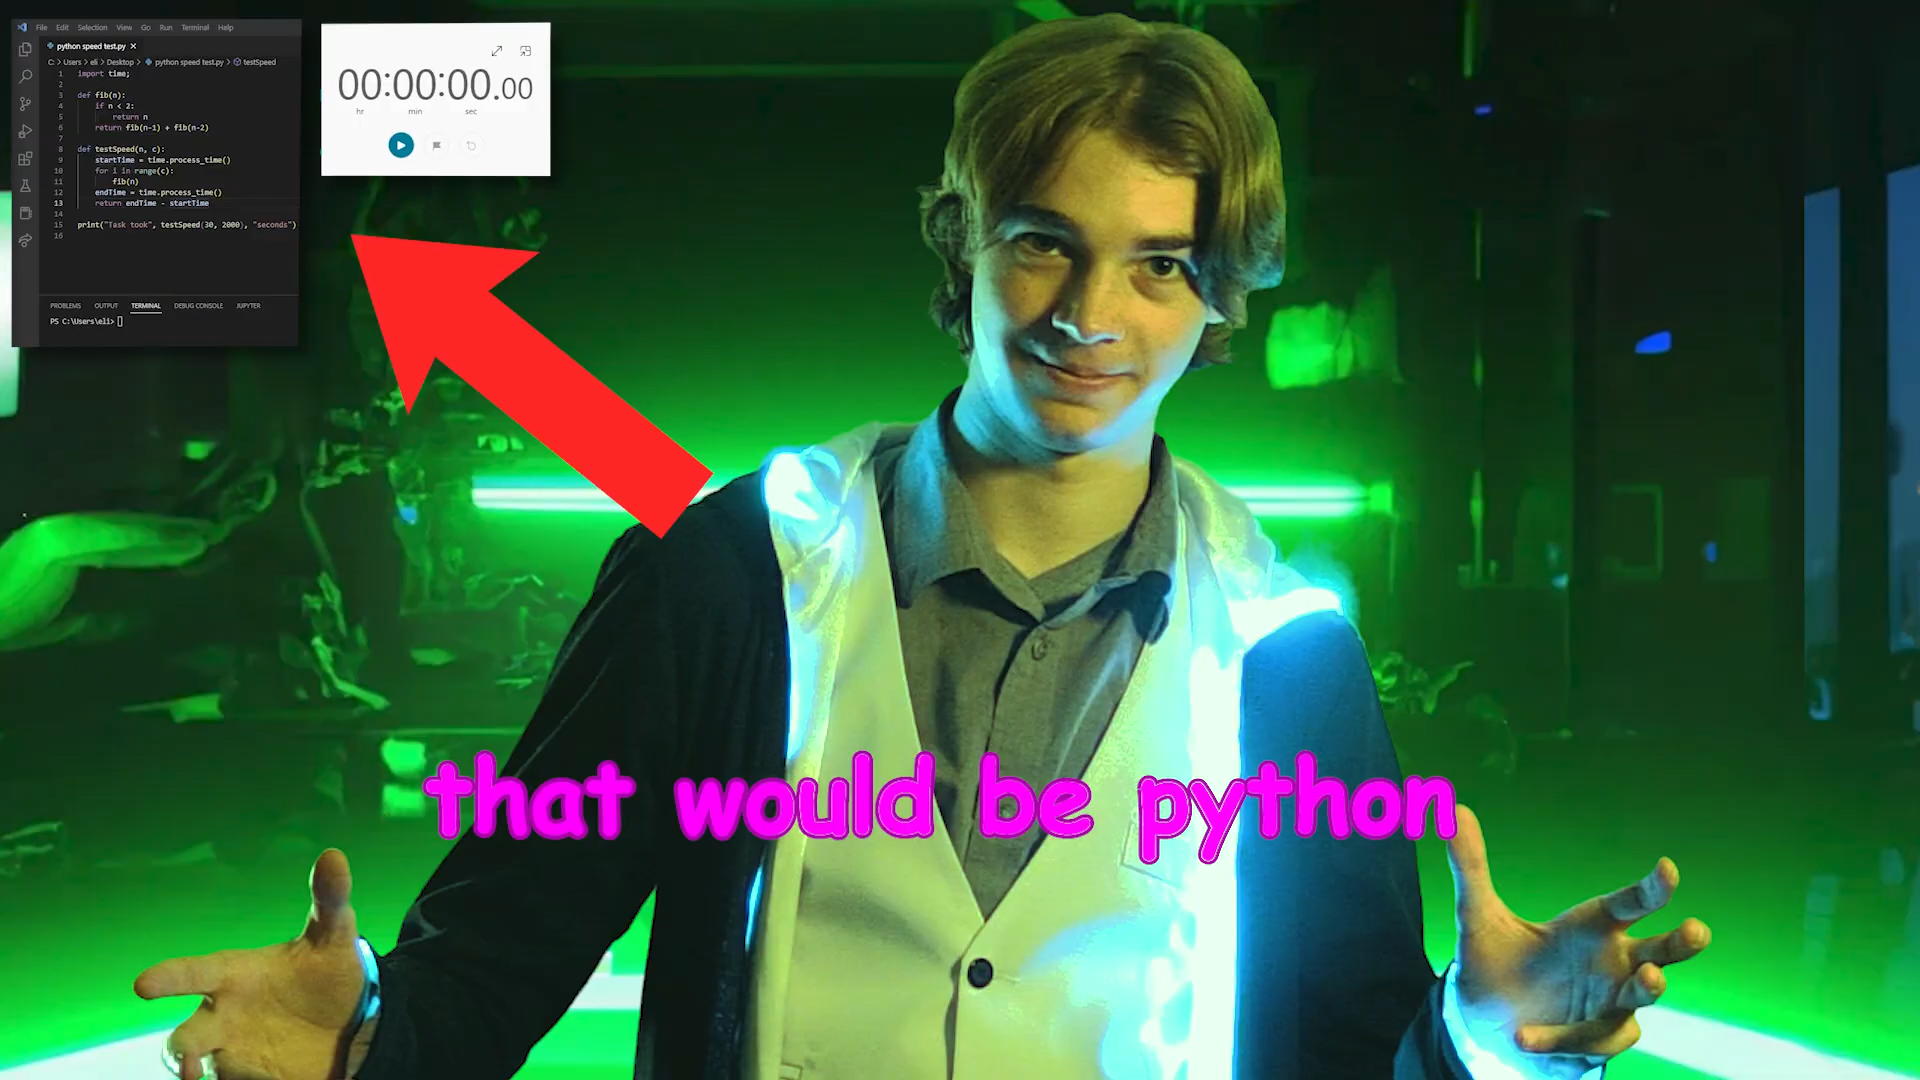 File Edit Selection View Go Run Terminal Help
python speed test.py
C: > Users > eli > Desktop > python speed test.py > testSpeed
1 import time;
2
3 def fib(n):
4 if n < 2:
5 return n
6 return fib(n-1) + fib(n-2)
7
8 def testSpeed(n, c):
9 startTime = time.process_time()
10 for i in range(c):
11 fib(n)
12 endTime = time.process_time()
13 return endTime - startTime
14
15 print("Task took", testSpeed(30, 2000), "seconds")
16
PROBLEMS OUTPUT TERMINAL DEBUG CONSOLE JUPYTER
PS C:\Users\eli>
00:00:00.00
hr min sec
that would be python